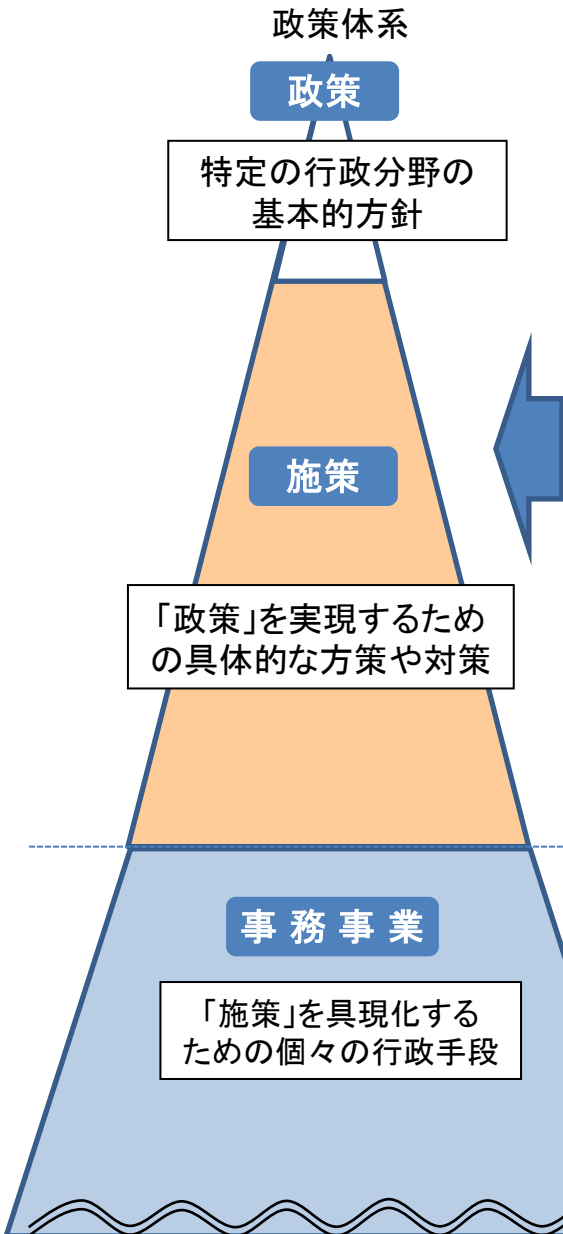 政策体系
政策
特定の行政分野の
基本的方針
施策
「政策」を実現するため
の具体的な方策や対策
事務事業
「施策」を具現化する
ための個々の行政手段